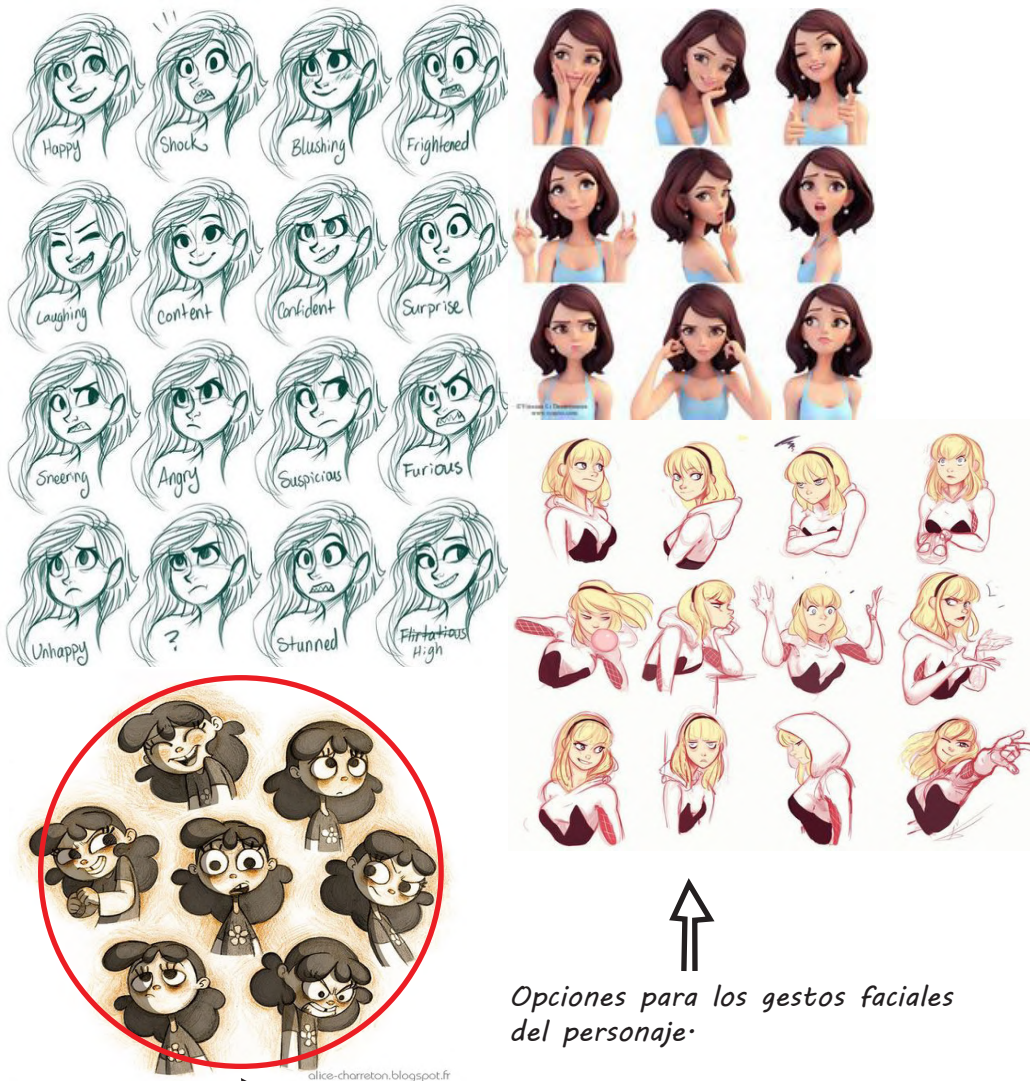 Happy
Shock
Blushing
Frightened
Laughing
Content
Confident
Surprise
Sneering
Angry
Suspicious
Furious
Unhappy
?
Stunned
Flirtatious
High
Opciones para los gestos faciales
del personaje.
alice-charreton.blogspot.fr